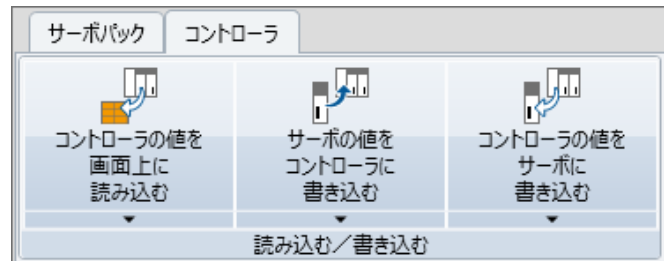 サーボパック コントローラ
コントローラの値を
画面上に
読み込む
サーボの値を
コントローラに
書き込む
コントローラの値を
サーボに
書き込む
読み込む／書き込む